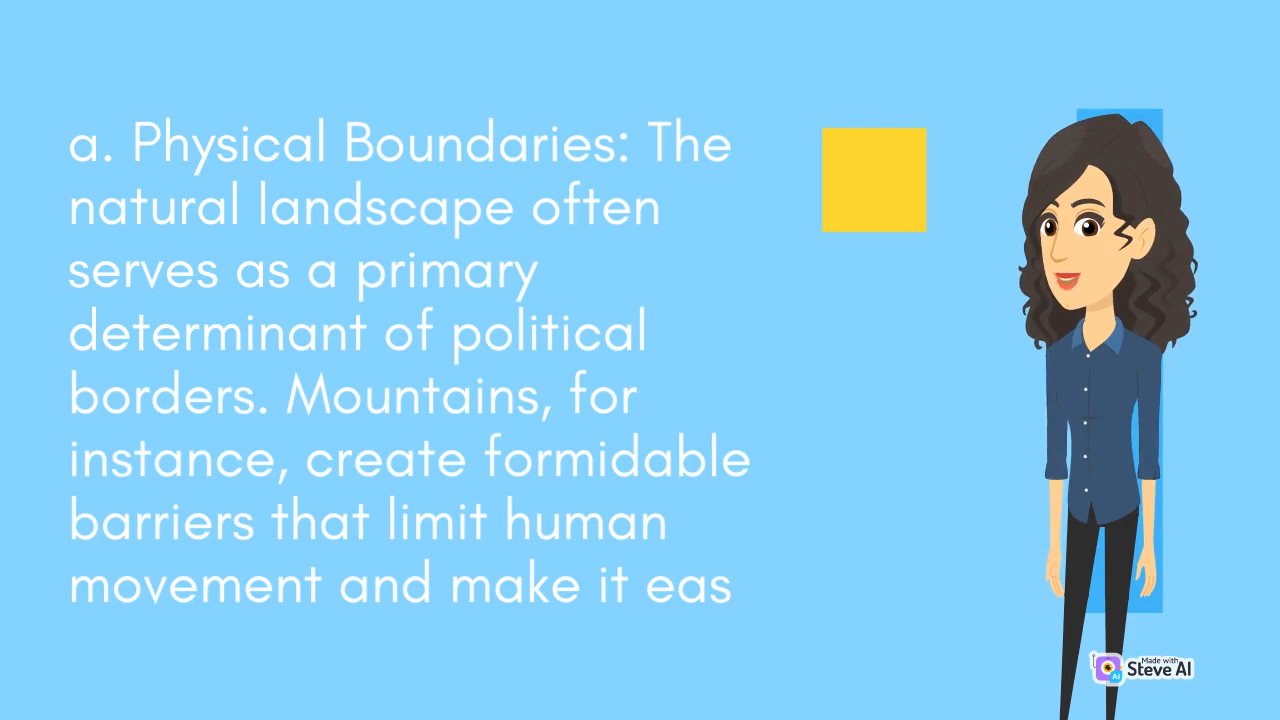 a. Physical Boundaries: The
natural landscape often
serves as a primary
determinant of political
borders. Mountains, for
instance, create formidable
barriers that limit human
movement and make it eas
Made with
Steve AI
AI